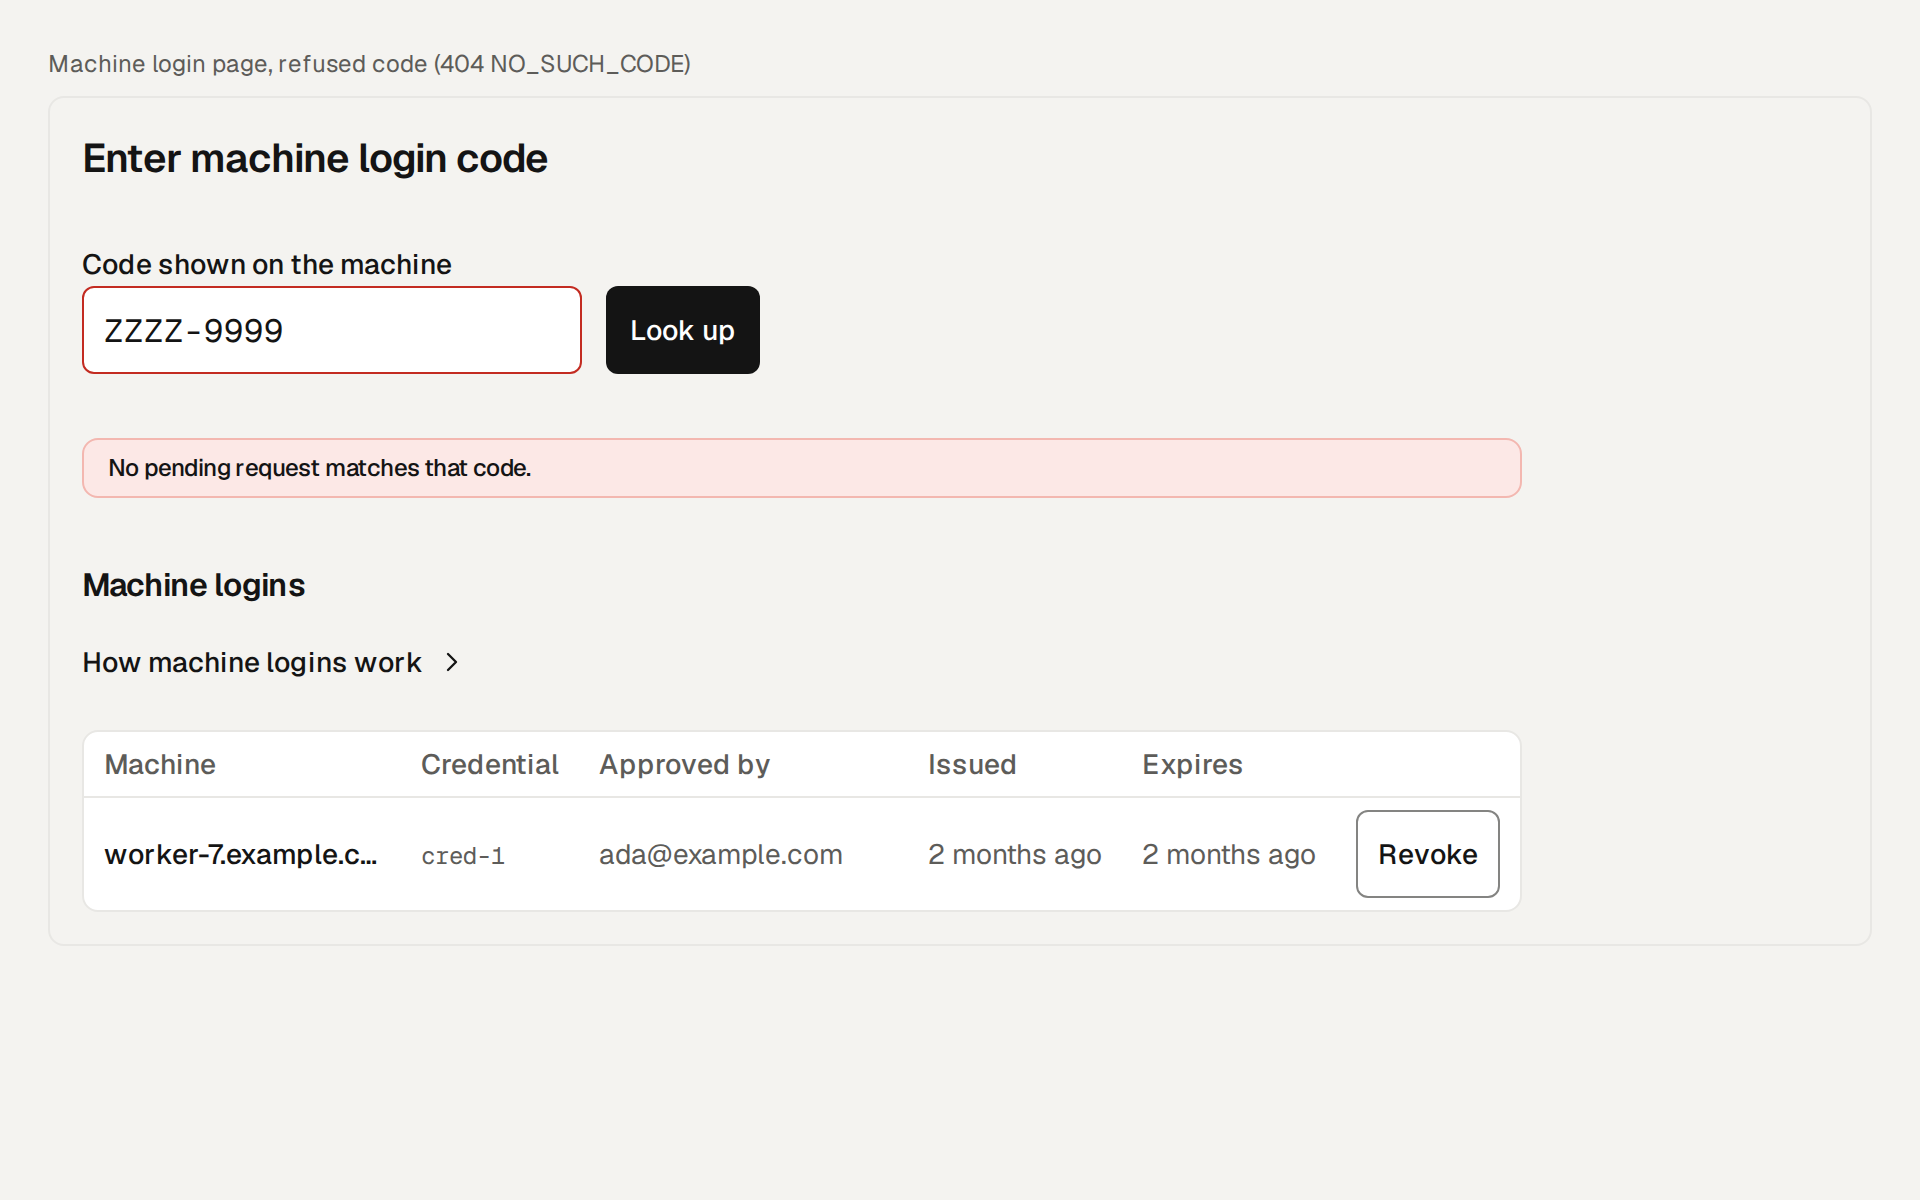 Machine login page, refused code (404 NO_SUCH_CODE)
Enter machine login code
Code shown on the machine
ZZZZ-9999
Look up
No pending request matches that code.
Machine logins
How machine logins work
Machine Credential Approved by Issued Expires
worker-7.example.c... cred-1 ada@example.com 2 months ago 2 months ago Revoke